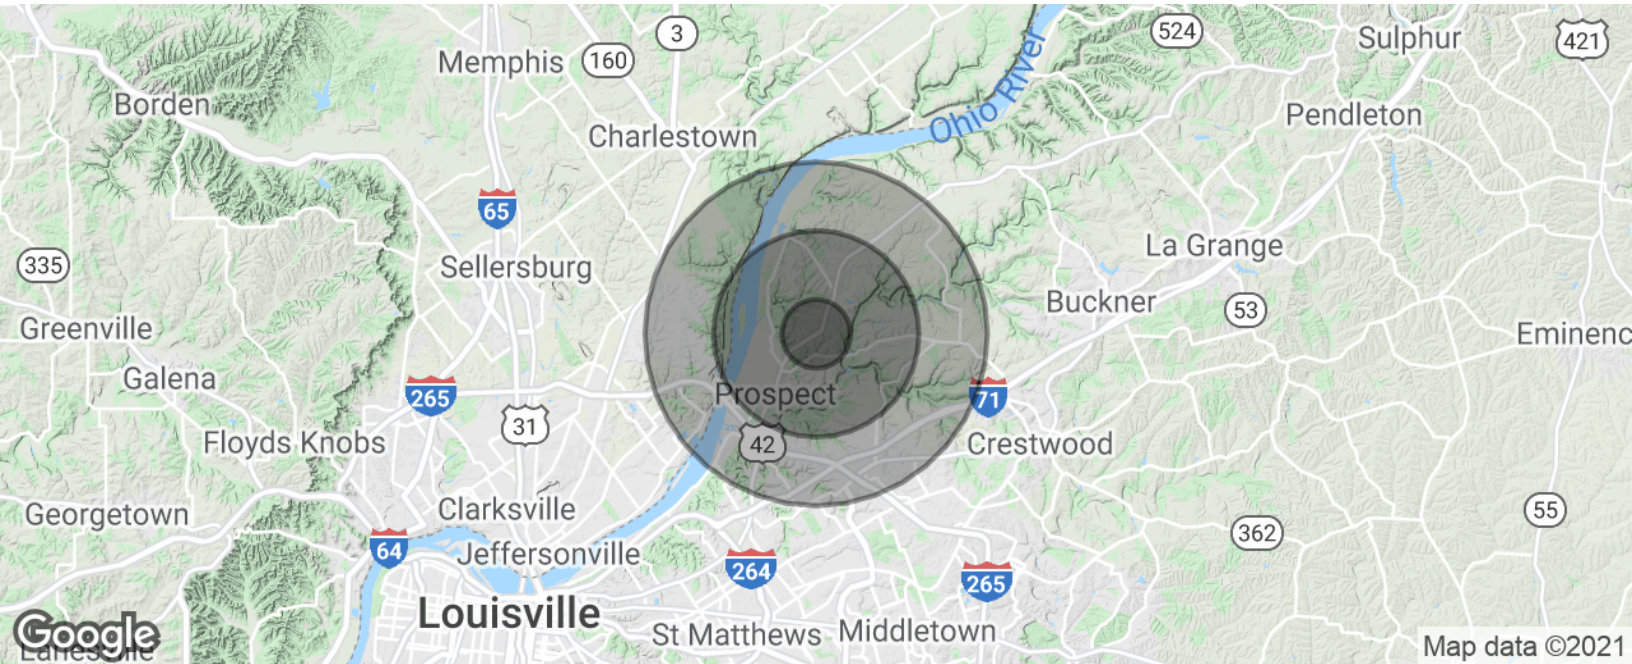 3
524
Sulphur
421
Memphis
160
Borden
Ohio River
Pendleton
Charlestown
65
335
Sellersburg
La Grange
Buckner
53
Greenville
Eminenc
Galena
265
Prospect
71
31
42
Floyds Knobs
Crestwood
Georgetown
Clarksville
55
362
64
Jeffersonville
264
265
Louisville
St Matthews
Middletown
Google
Lanesville
Map data ©2021